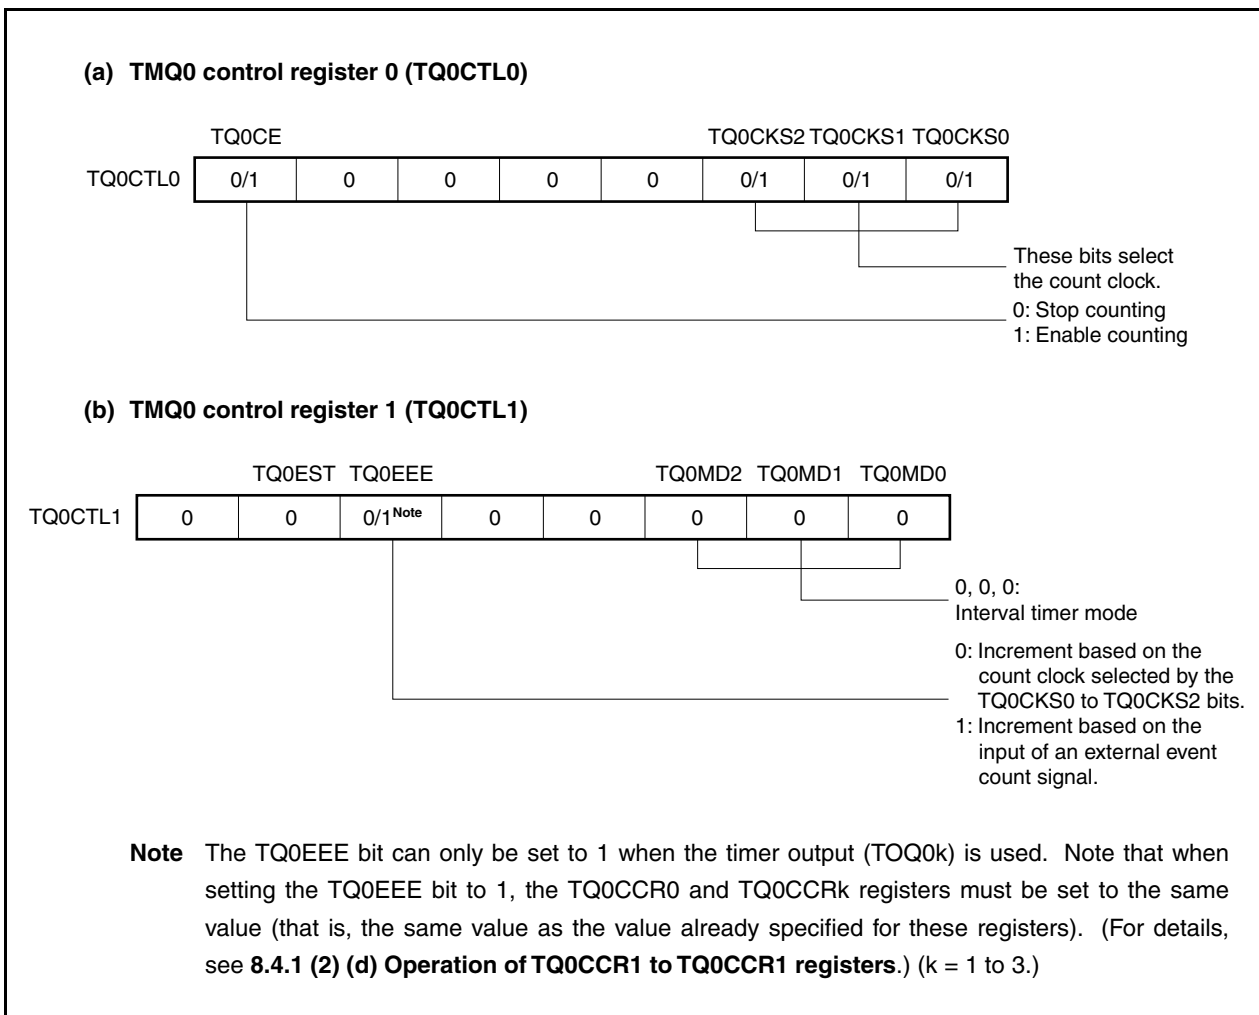 (a) TMQ0 control register 0 (TQ0CTL0)
TQ0CE TQ0CKS2 TQ0CKS1 TQ0CKS0
TQ0CTL0 0/1 0 0 0 0 0/1 0/1 0/1
These bits select
the count clock.
0: Stop counting
1: Enable counting
(b) TMQ0 control register 1 (TQ0CTL1)
TQ0EST TQ0EEE TQ0MD2 TQ0MD1 TQ0MD0
TQ0CTL1 0 0 0/1Note 0 0 0 0 0
0, 0, 0:
Interval timer mode
0: Increment based on the
count clock selected by the
TQ0CKS0 to TQ0CKS2 bits.
1: Increment based on the
input of an external event
count signal.
Note The TQ0EEE bit can only be set to 1 when the timer output (TOQ0k) is used. Note that when
setting the TQ0EEE bit to 1, the TQ0CCR0 and TQ0CCRk registers must be set to the same
value (that is, the same value as the value already specified for these registers). (For details,
see 8.4.1 (2) (d) Operation of TQ0CCR1 to TQ0CCR1 registers.) (k = 1 to 3.)